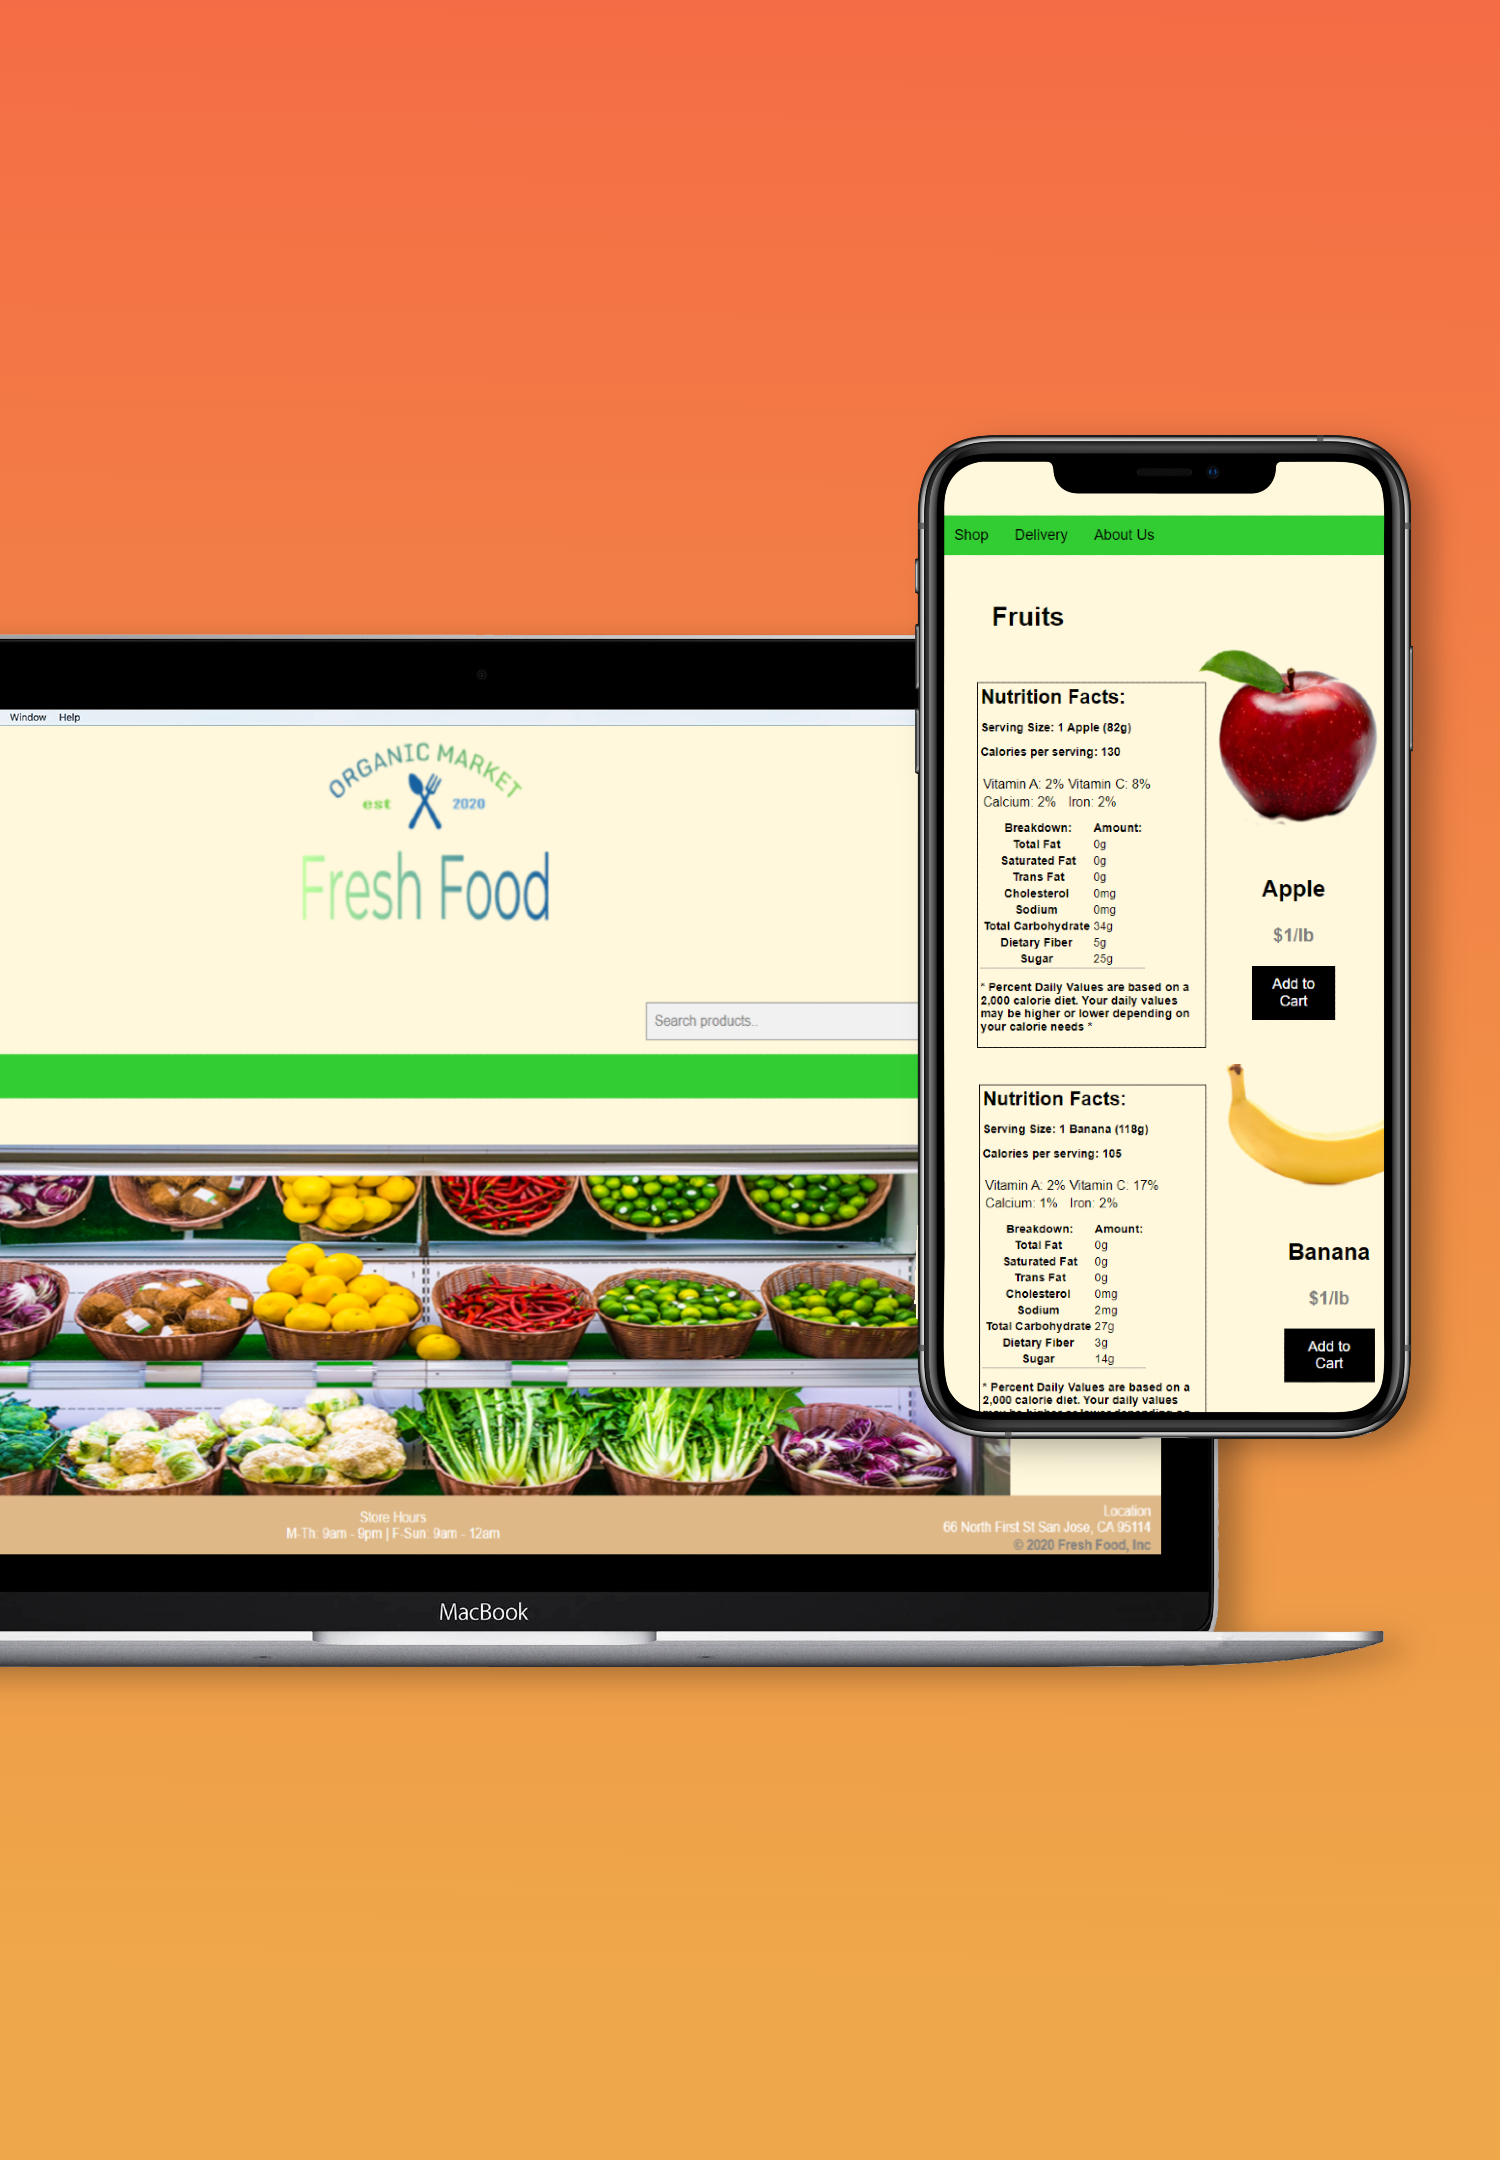 Window Help
ORGANIC MARKET
est 2020
Fresh Food
Search products..
Store Hours
M-Th: 9am - 9pm | F-Sun: 9am - 12am
Location
66 North First St San Jose, CA 95114
© 2020 Fresh Food, Inc
MacBook
Shop Delivery About Us
Fruits
Nutrition Facts:
Serving Size: 1 Apple (82g)
Calories per serving: 130
Vitamin A: 2% Vitamin C: 8%
Calcium: 2% Iron: 2%
Breakdown: Amount:
Total Fat 0g
Saturated Fat 0g
Trans Fat 0g
Cholesterol 0mg
Sodium 0mg
Total Carbohydrate 34g
Dietary Fiber 5g
Sugar 25g
* Percent Daily Values are based on a
2,000 calorie diet. Your daily values
may be higher or lower depending on
your calorie needs *
Apple
$1/lb
Add to
Cart
Nutrition Facts:
Serving Size: 1 Banana (118g)
Calories per serving: 105
Vitamin A: 2% Vitamin C: 17%
Calcium: 1% Iron: 2%
Breakdown: Amount:
Total Fat 0g
Saturated Fat 0g
Trans Fat 0g
Cholesterol 0mg
Sodium 2mg
Total Carbohydrate 27g
Dietary Fiber 3g
Sugar 14g
* Percent Daily Values are based on a
2,000 calorie diet. Your daily values
Banana
$1/lb
Add to
Cart